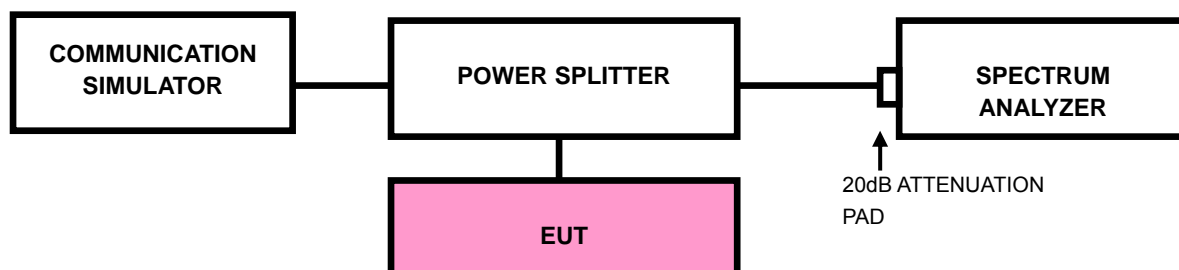 COMMUNICATION
SIMULATOR
POWER SPLITTER
SPECTRUM
ANALYZER
20dB ATTENUATION
PAD
EUT